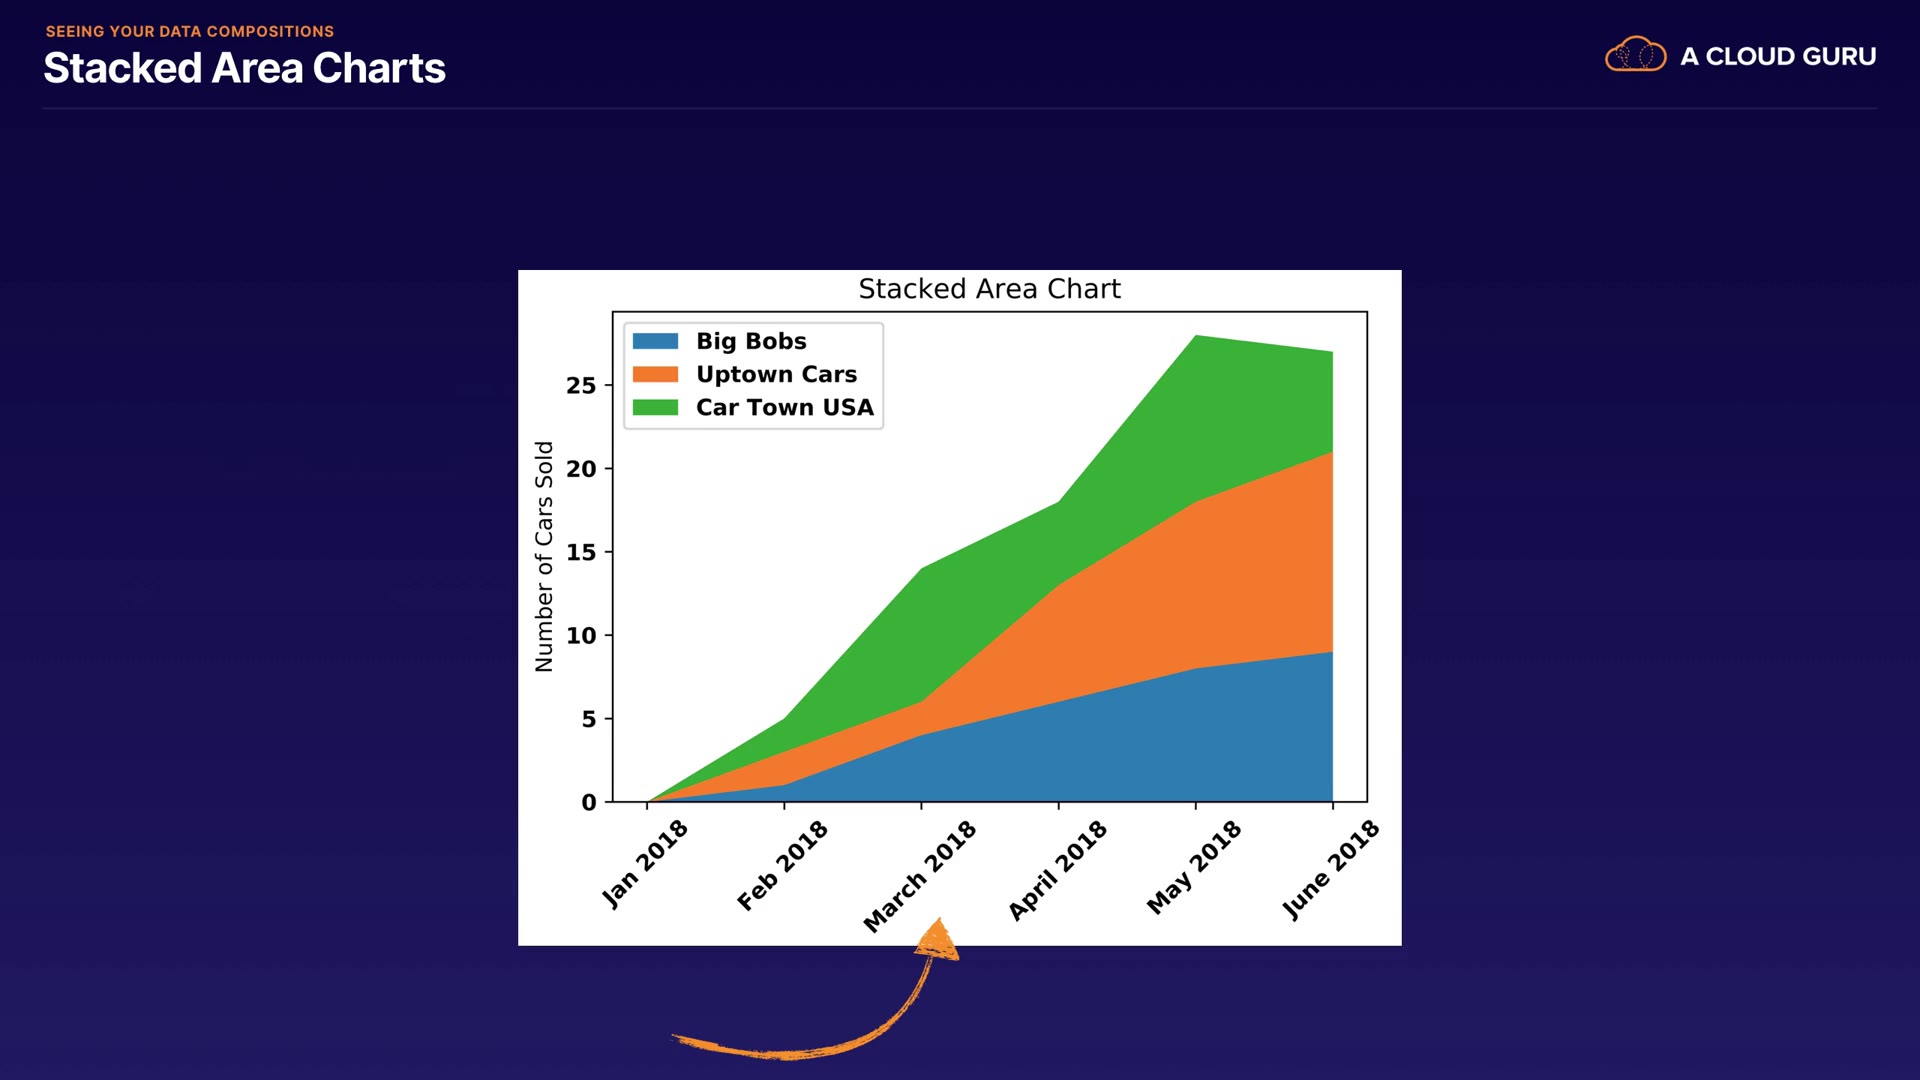 SEEING YOUR DATA COMPOSITIONS
Stacked Area Charts
A CLOUD GURU
Stacked Area Chart
Big Bobs
Uptown Cars
Car Town USA
Number of Cars Sold
25
20
15
10
5
0
Jan 2018
Feb 2018
March 2018
April 2018
May 2018
June 2018